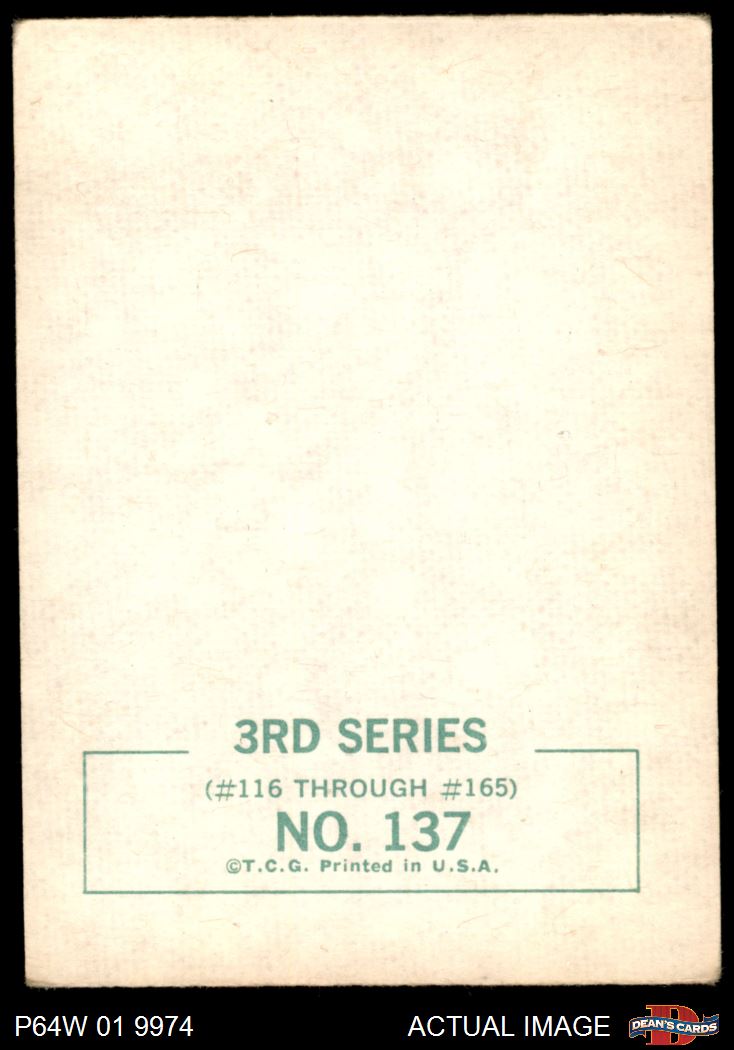 3RD SERIES
(#116 THROUGH #165)
NO. 137
©T.C.G. Printed in U.S.A.
P64W 01 9974
ACTUAL IMAGE
DEAN'S CARDS